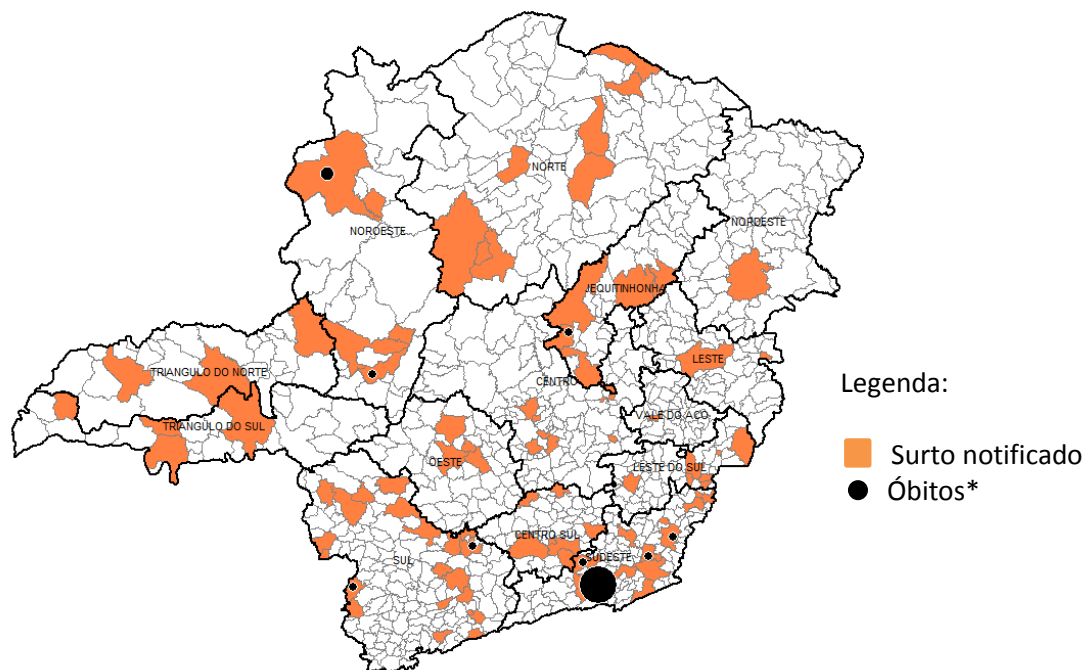 NORTE
NORDESTE
NOROESTE
JEQUITINHONHA
LESTE
TRIANGULO DO NORTE
CENTRO
Legenda:
VALE DO AÇO
TRIANGULO DO SUL
Surto notificado
OESTE
LESTE DO SUL
Óbitos*
CENTRO SUL
SUDESTE
SUL